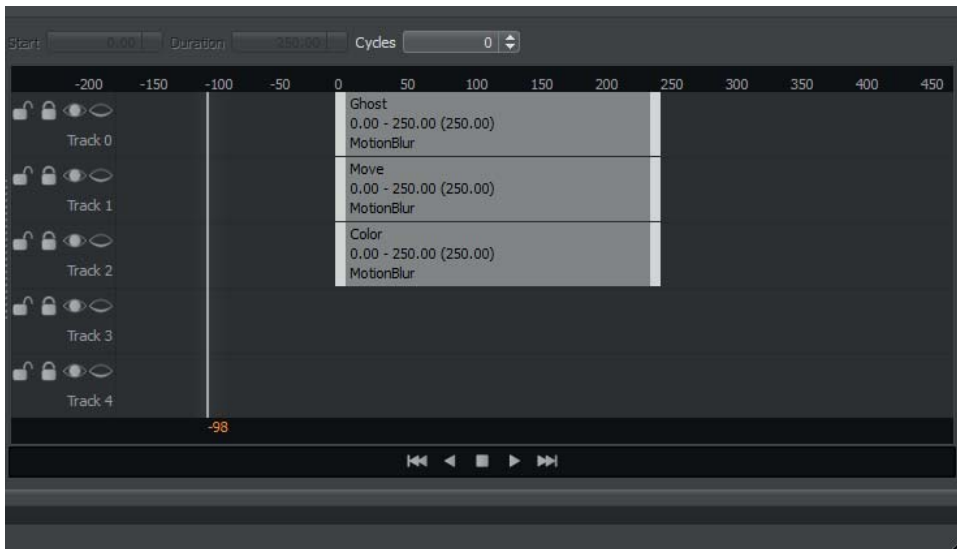 Start 0.00 Duration 250.00 Cycles 0
-200 -150 -100 -50 0 50 100 150 200 250 300 350 400 450
Ghost
0.00 - 250.00 (250.00)
MotionBlur
Track 0
Move
0.00 - 250.00 (250.00)
MotionBlur
Track 1
Color
0.00 - 250.00 (250.00)
MotionBlur
Track 2
Track 3
Track 4
-98